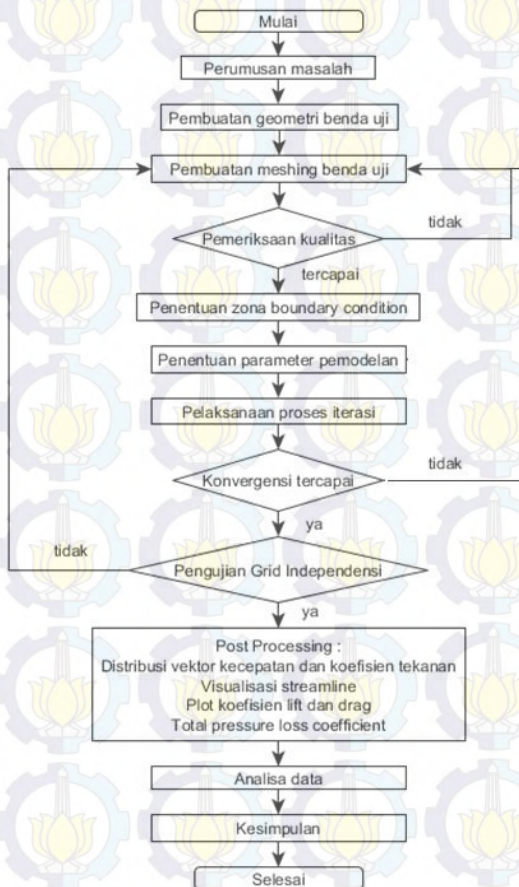 Mulai
Perumusan masalah
Pembuatan geometri benda uji
Pembuatan meshing benda uji
Pemeriksaan kualitas
tidak
tercapai
Penentuan zona boundary condition
Penentuan parameter pemodelan
Pelaksanaan proses iterasi
Konvergensi tercapai
tidak
ya
tidak
Pengujian Grid Independensi
ya
Post Processing :
Distribusi vektor kecepatan dan koefisien tekanan
Visualisasi streamline
Plot koefisien lift dan drag
Total pressure loss coefficient
Analisa data
Kesimpulan
Selesai